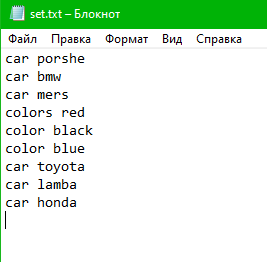 set.txt – Блокнот
Файл Правка Формат Вид Справка
car porshe
car bmw
car mers
colors red
color black
color blue
car toyota
car lamba
car honda